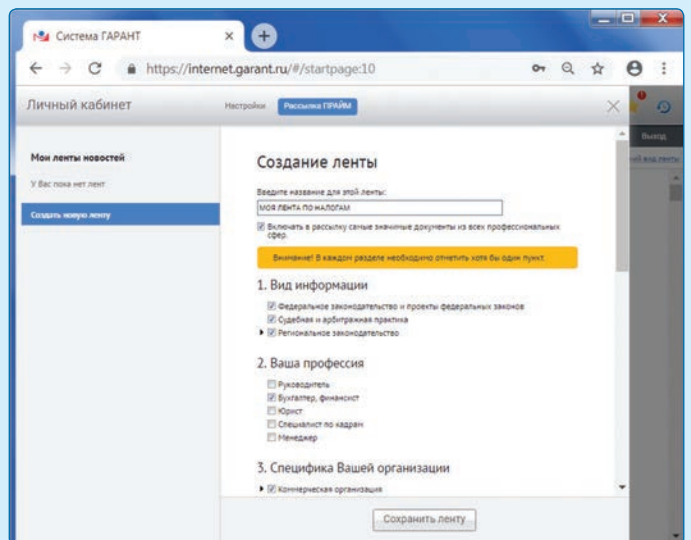 Система ГАРАНТ
https://internet.garant.ru/#/startpage:10
Личный кабинет
Настройки
Рассылка ПРАЙМ
Выход
вид ленты
Мои ленты новостей
У Вас пока нет лент
Создать новую ленту
Создание ленты
Введите название для этой ленты:
МОЯ ЛЕНТА ПО НАЛОГАМ
Включать в рассылку самые значимые документы из всех профессиональных
сфер.
Внимание! В каждом разделе необходимо отметить хотя бы один пункт.
1. Вид информации
Федеральное законодательство и проекты федеральных законов
Судебная и арбитражная практика
Региональное законодательство
2. Ваша профессия
Руководитель
Бухгалтер, финансист
Юрист
Специалист по кадрам
Менеджер
3. Специфика Вашей организации
Коммерческая организация
Сохранить ленту